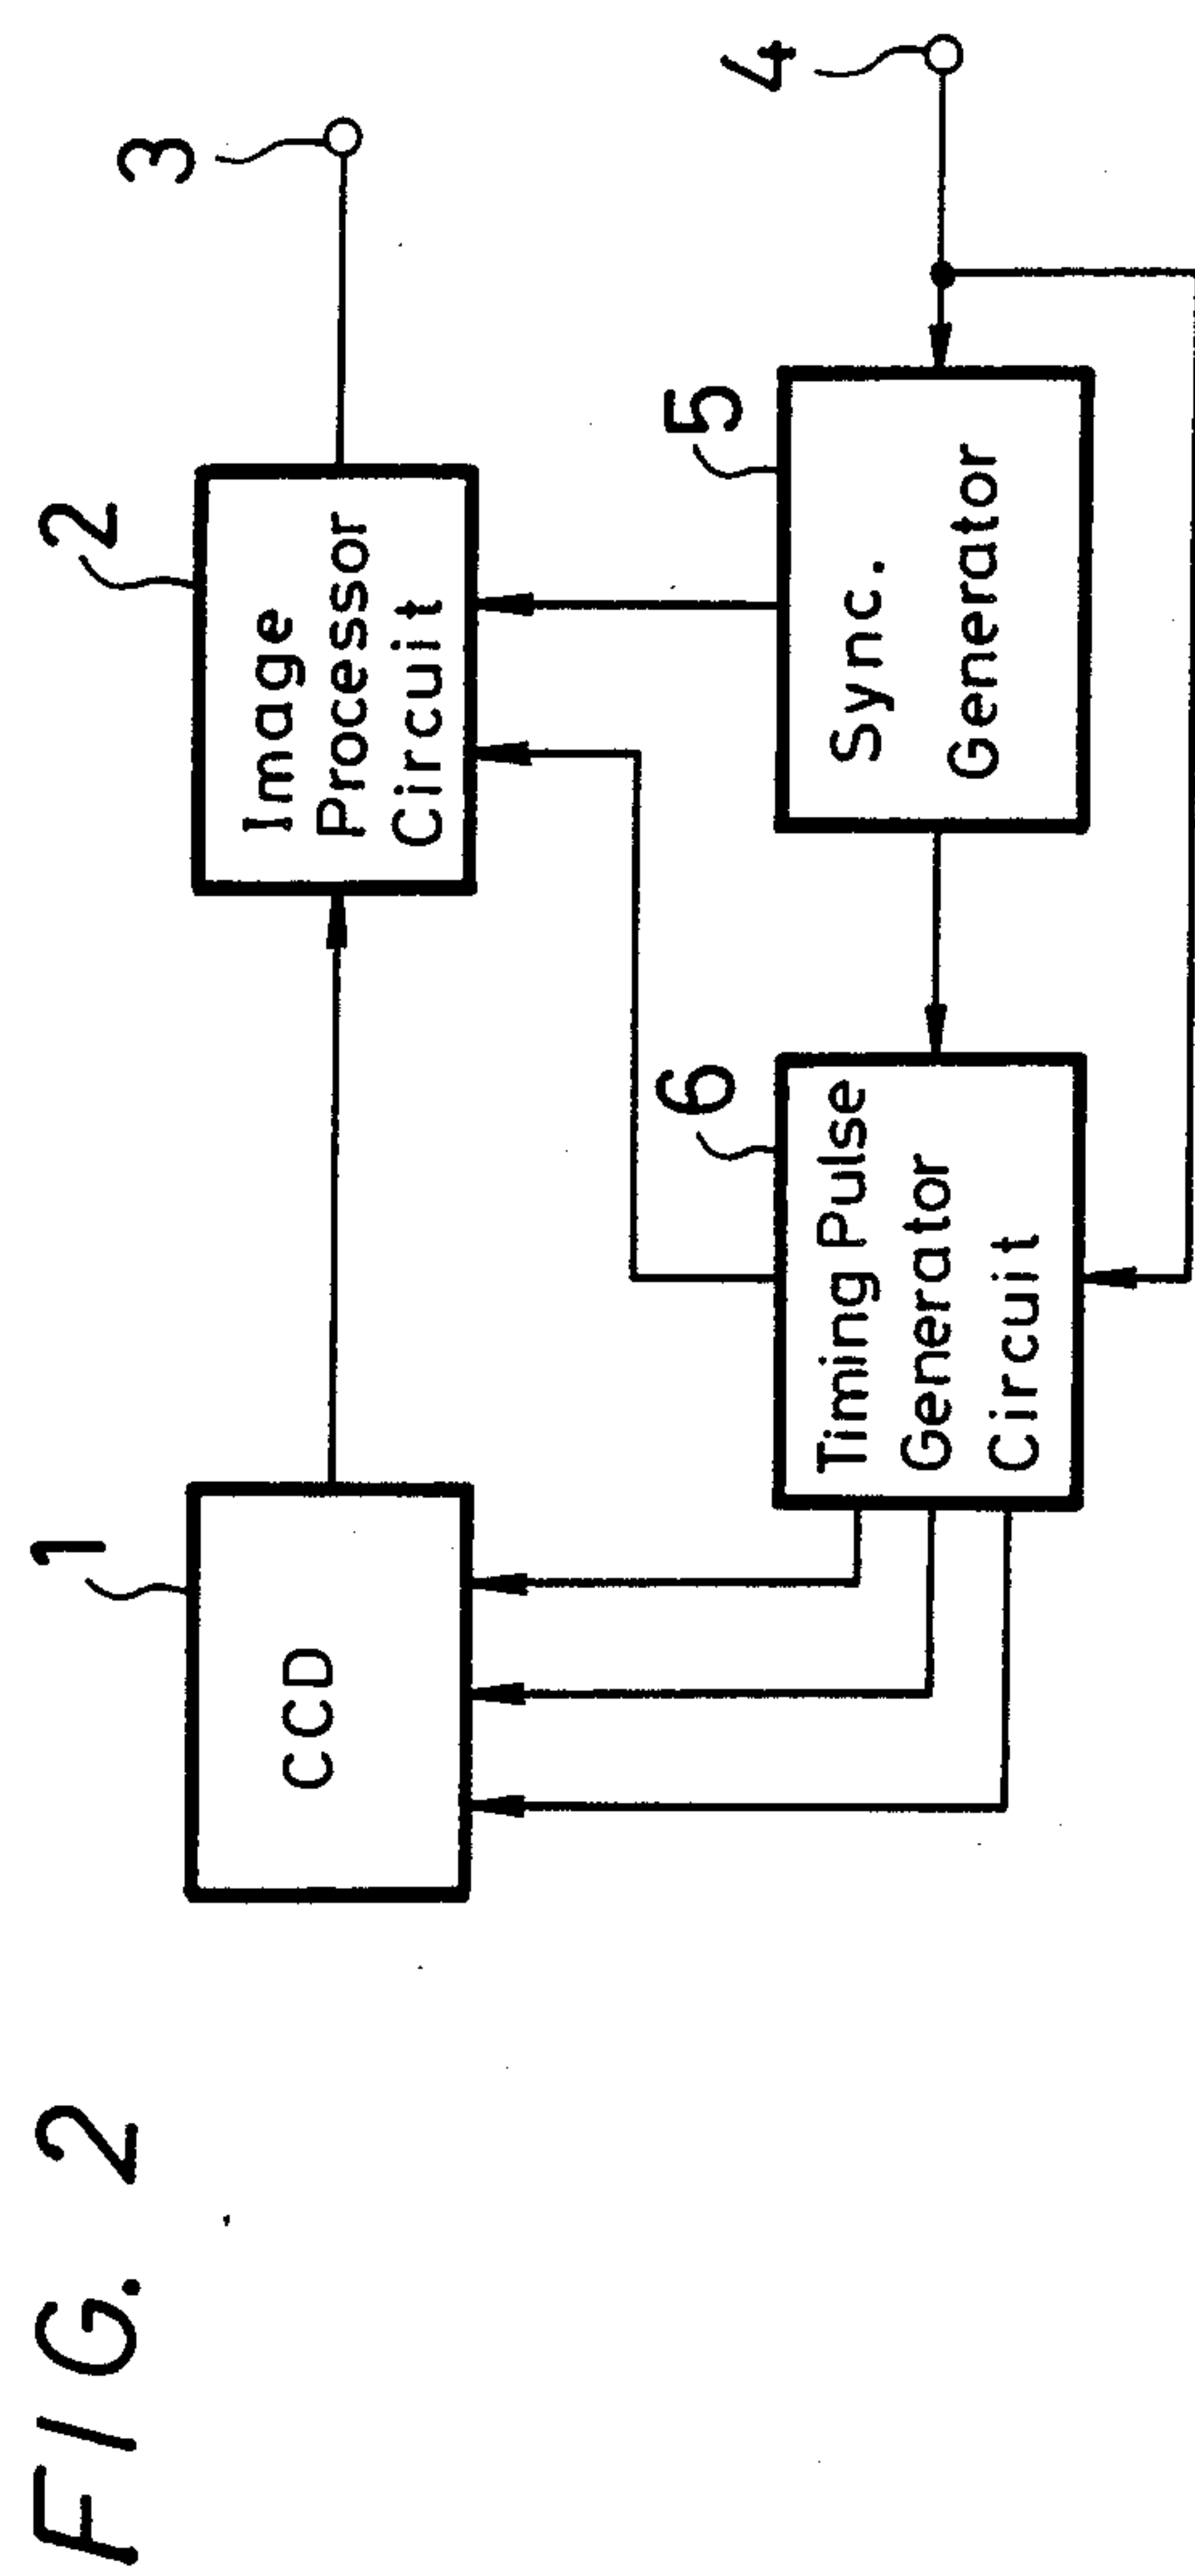 FIG. 2
1
CCD
2
Image
Processor
Circuit
3
6
Timing Pulse
Generator
Circuit
5
Sync.
Generator
4